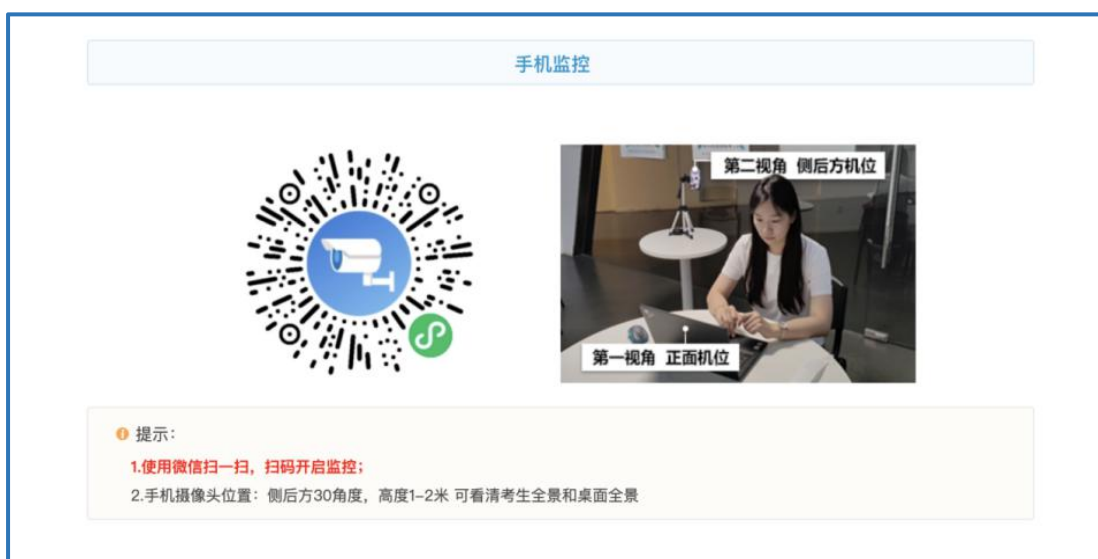 手机监控
第二视角 侧后方机位
第一视角 正面机位
提示：
1.使用微信扫一扫，扫码开启监控；
2.手机摄像头位置：侧后方30角度，高度1-2米 可看清考生全景和桌面全景